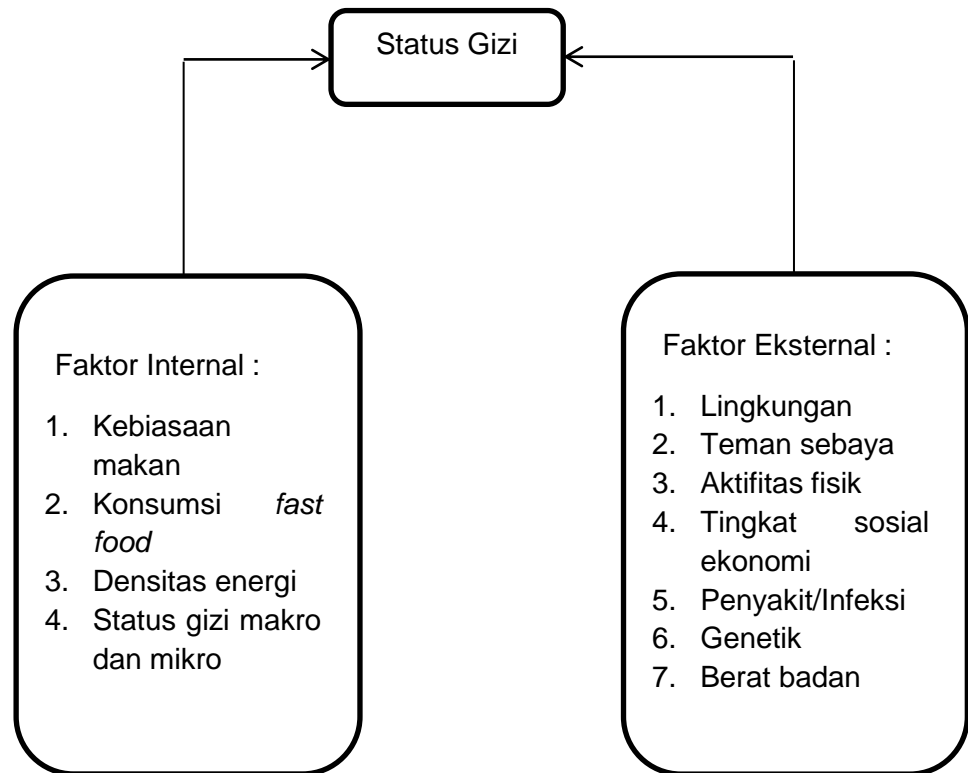 Status Gizi
Faktor Internal :
1. Kebiasaan
makan
2. Konsumsi fast
food
3. Densitas energi
4. Status gizi makro
dan mikro
Faktor Eksternal :
1. Lingkungan
2. Teman sebaya
3. Aktifitas fisik
4. Tingkat sosial
ekonomi
5. Penyakit/Infeksi
6. Genetik
7. Berat badan